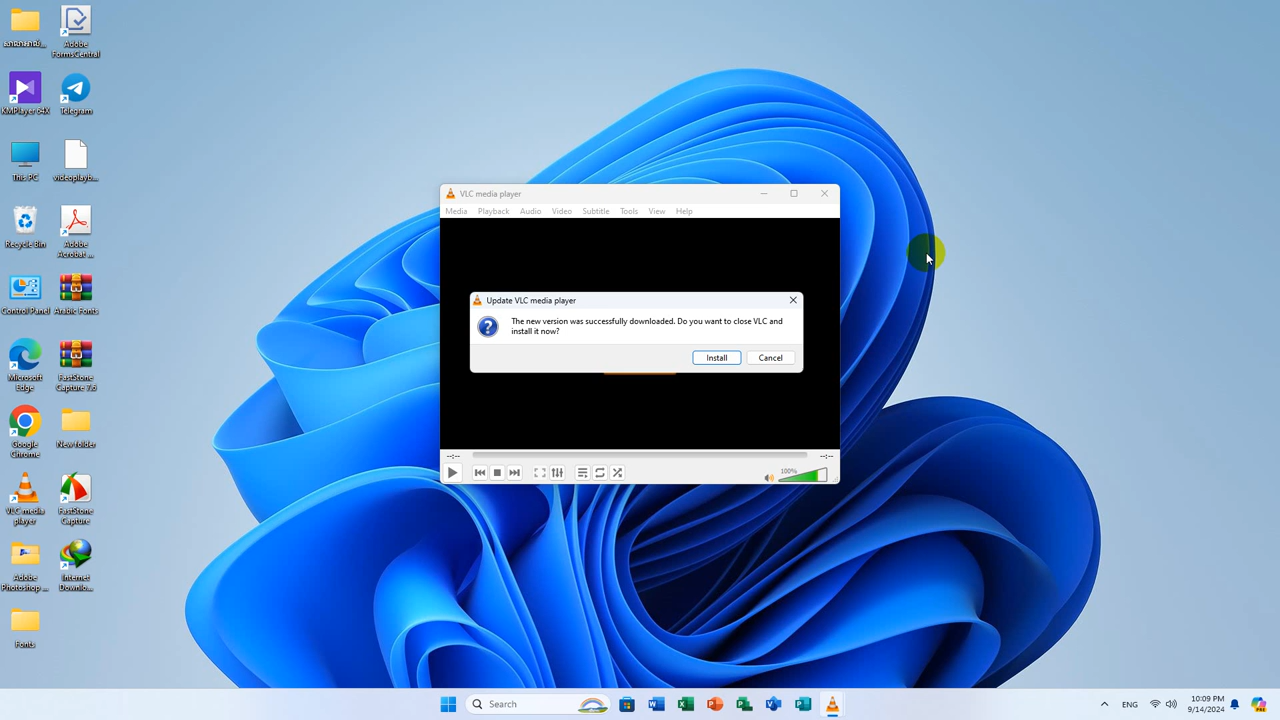 Adobe
FormsCentral
KMPlayer 64X
Telegram
This PC
videoplayb...
Recycle Bin
Adobe
Acrobat ...
Control Panel
Arabic Fonts
Microsoft
Edge
FastStone
Capture 7.6
Google
Chrome
New folder
VLC media
player
FastStone
Capture
Adobe
Photoshop ...
Internet
Downlo...
Fonts
VLC media player
Media Playback Audio Video Subtitle Tools View Help
Update VLC media player
The new version was successfully downloaded. Do you want to close VLC and
install it now?
Install Cancel
--:-- --:--
100%
Search
ENG
10:09 PM
9/14/2024